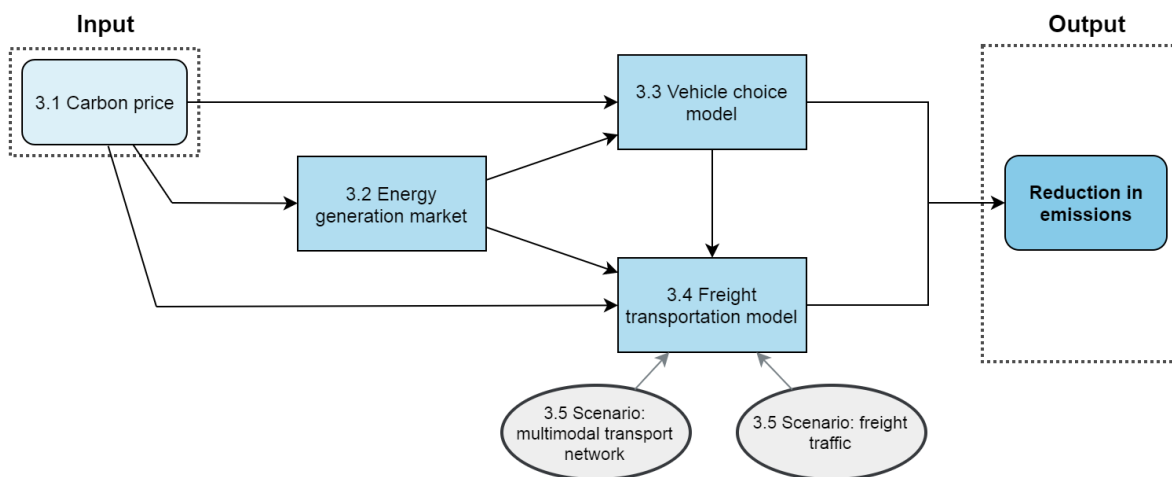 Input
Output
3.1 Carbon price
3.3 Vehicle choice
model
3.2 Energy
generation market
Reduction in
emissions
3.4 Freight
transportation model
3.5 Scenario:
multimodal transport
network
3.5 Scenario: freight
traffic